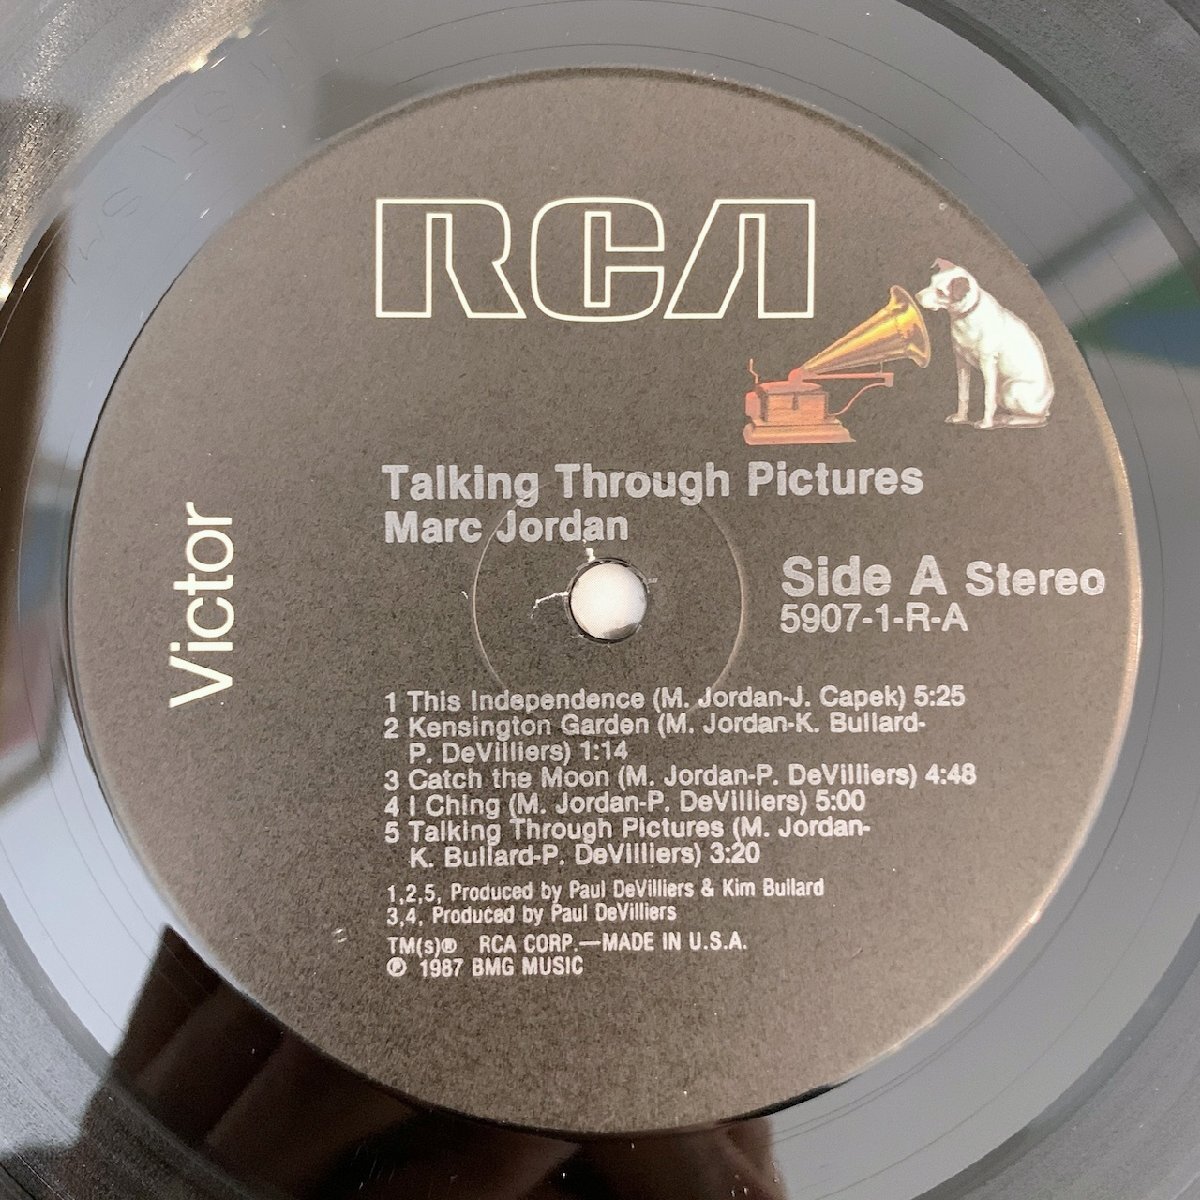 RCA
Victor
Talking Through Pictures
Marc Jordan
Side A Stereo
5907-1-R-A
1 This Independence (M. Jordan-J. Capek) 5:25
2 Kensington Garden (M. Jordan-K. Bullard-
P. DeVilliers) 1:14
3 Catch the Moon (M. Jordan-P. DeVilliers) 4:48
4 I Ching (M. Jordan-P. DeVilliers) 5:00
5 Talking Through Pictures (M. Jordan-
K. Bullard-P. DeVilliers) 3:20
1,2,5, Produced by Paul DeVilliers & Kim Bullard
3,4, Produced by Paul DeVilliers
TM(s)® RCA CORP.—MADE IN U.S.A.
℗ 1987 BMG MUSIC